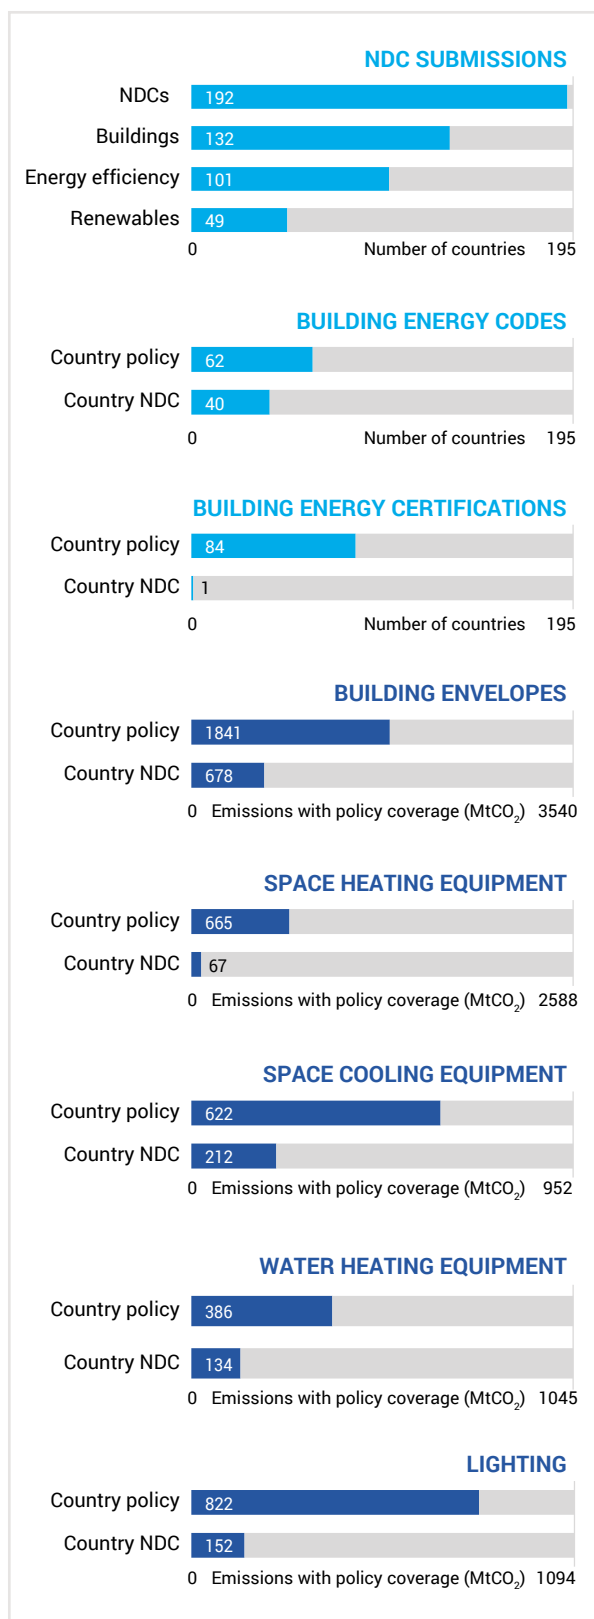 NDC SUBMISSIONS
NDCs 192
Buildings 132
Energy efficiency 101
Renewables 49
0 Number of countries 195
BUILDING ENERGY CODES
Country policy 62
Country NDC 40
0 Number of countries 195
BUILDING ENERGY CERTIFICATIONS
Country policy 84
Country NDC 1
0 Number of countries 195
BUILDING ENVELOPES
Country policy 1841
Country NDC 678
0 Emissions with policy coverage (MtCO₂) 3540
SPACE HEATING EQUIPMENT
Country policy 665
Country NDC 67
0 Emissions with policy coverage (MtCO₂) 2588
SPACE COOLING EQUIPMENT
Country policy 622
Country NDC 212
0 Emissions with policy coverage (MtCO₂) 952
WATER HEATING EQUIPMENT
Country policy 386
Country NDC 134
0 Emissions with policy coverage (MtCO₂) 1045
LIGHTING
Country policy 822
Country NDC 152
0 Emissions with policy coverage (MtCO₂) 1094